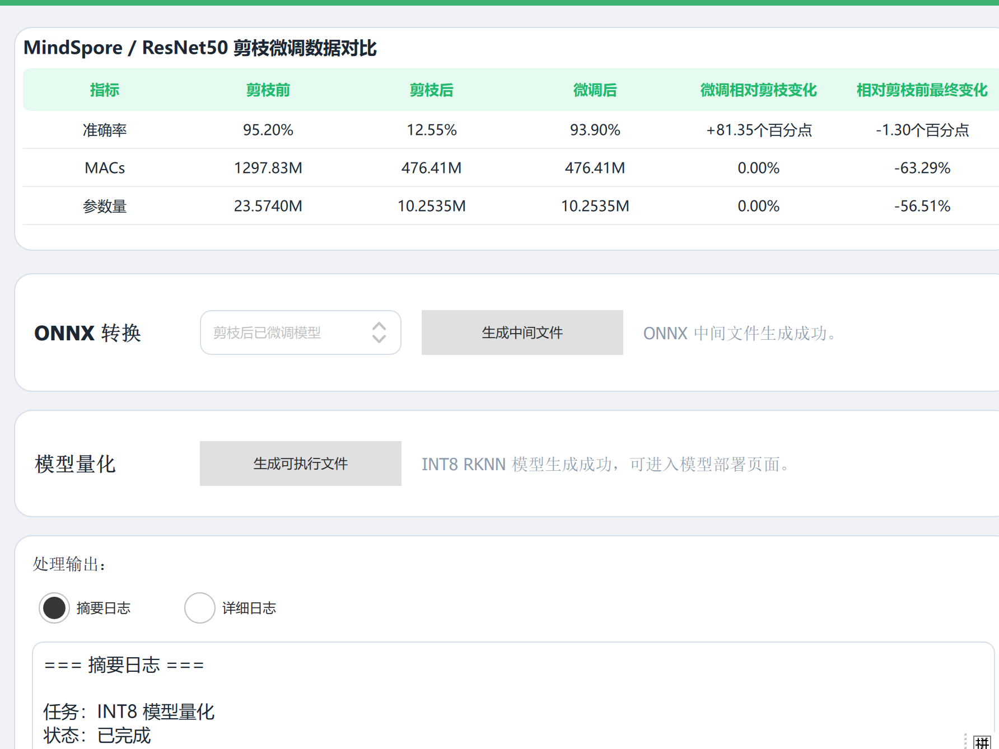 MindSpore / ResNet50 剪枝微调数据对比
指标 剪枝前 剪枝后 微调后 微调相对剪枝变化 相对剪枝前最终变化
准确率 95.20% 12.55% 93.90% +81.35个百分点 -1.30个百分点
MACs 1297.83M 476.41M 476.41M 0.00% -63.29%
参数量 23.5740M 10.2535M 10.2535M 0.00% -56.51%
ONNX 转换 剪枝后已微调模型 生成中间文件 ONNX 中间文件生成成功。
模型量化 生成可执行文件 INT8 RKNN 模型生成成功，可进入模型部署页面。
处理输出：
摘要日志 详细日志
=== 摘要日志 ===
任务：INT8 模型量化
状态：已完成
拼